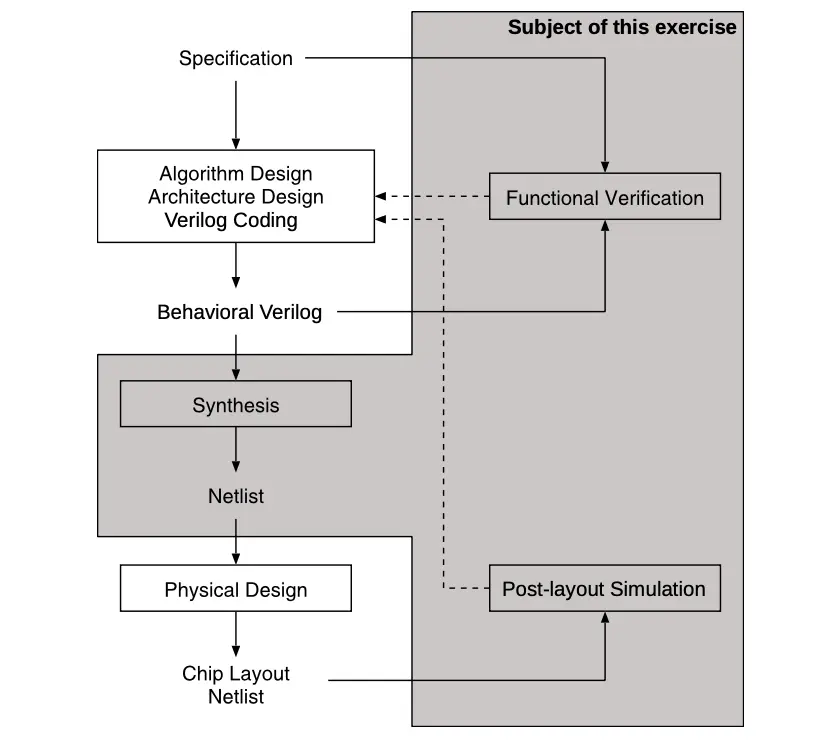 Subject of this exercise
Specification
Algorithm Design
Architecture Design
Verilog Coding
Functional Verification
Behavioral Verilog
Synthesis
Netlist
Physical Design
Post-layout Simulation
Chip Layout
Netlist